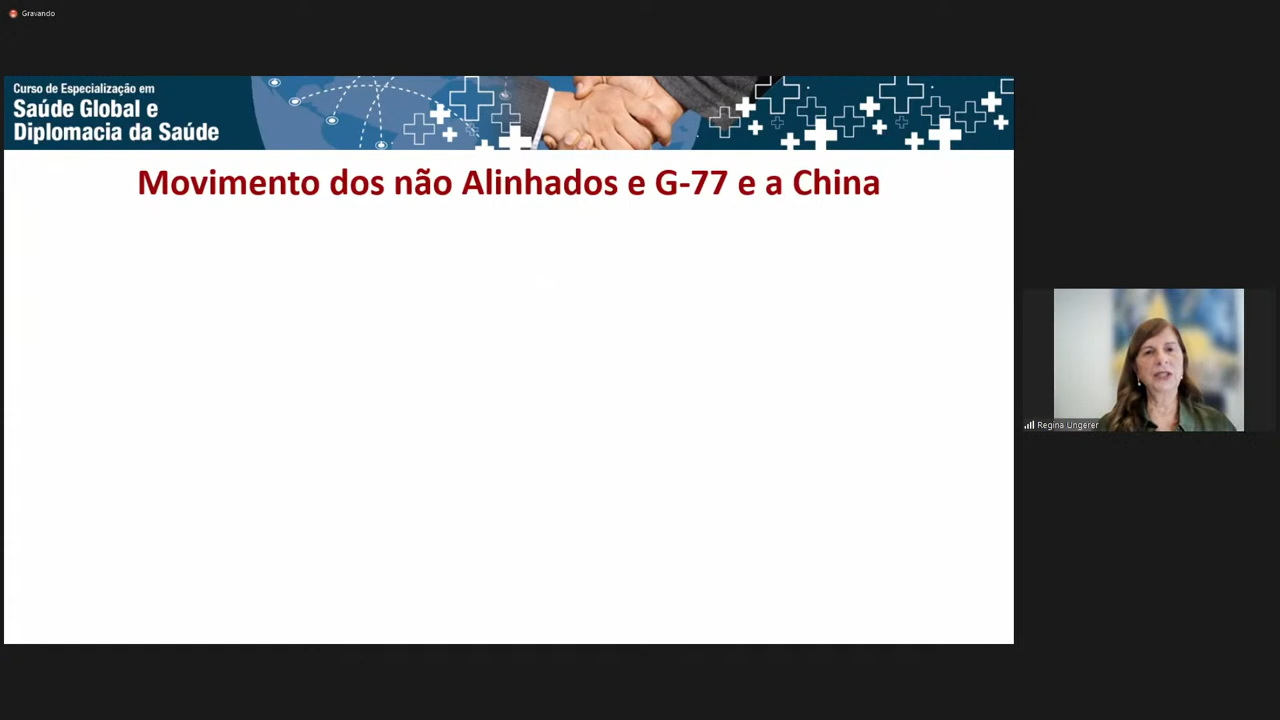 Gravando
Curso de Especialização em
Saúde Global e
Diplomacia da Saúde
Movimento dos não Alinhados e G-77 e a China
Regina Ungerer